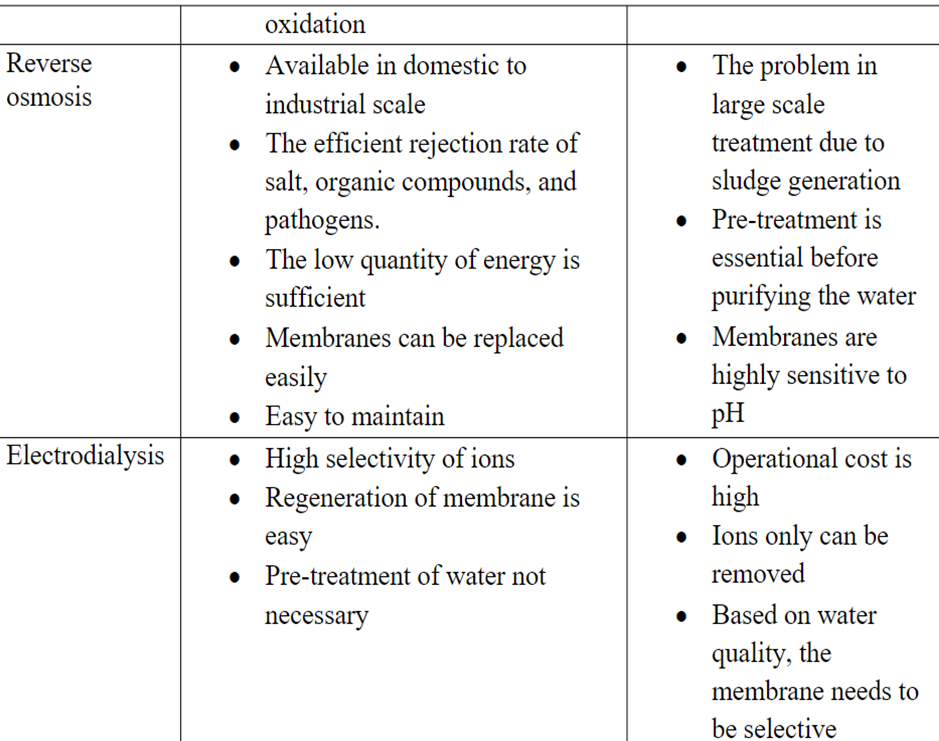 oxidation
Reverse
osmosis
● Available in domestic to
industrial scale
● The efficient rejection rate of
salt, organic compounds, and
pathogens.
● The low quantity of energy is
sufficient
● Membranes can be replaced
easily
● Easy to maintain
● The problem in
large scale
treatment due to
sludge generation
● Pre-treatment is
essential before
purifying the water
● Membranes are
highly sensitive to
pH
Electrodialysis
● High selectivity of ions
● Regeneration of membrane is
easy
● Pre-treatment of water not
necessary
● Operational cost is
high
● Ions only can be
removed
● Based on water
quality, the
membrane needs to
be selective